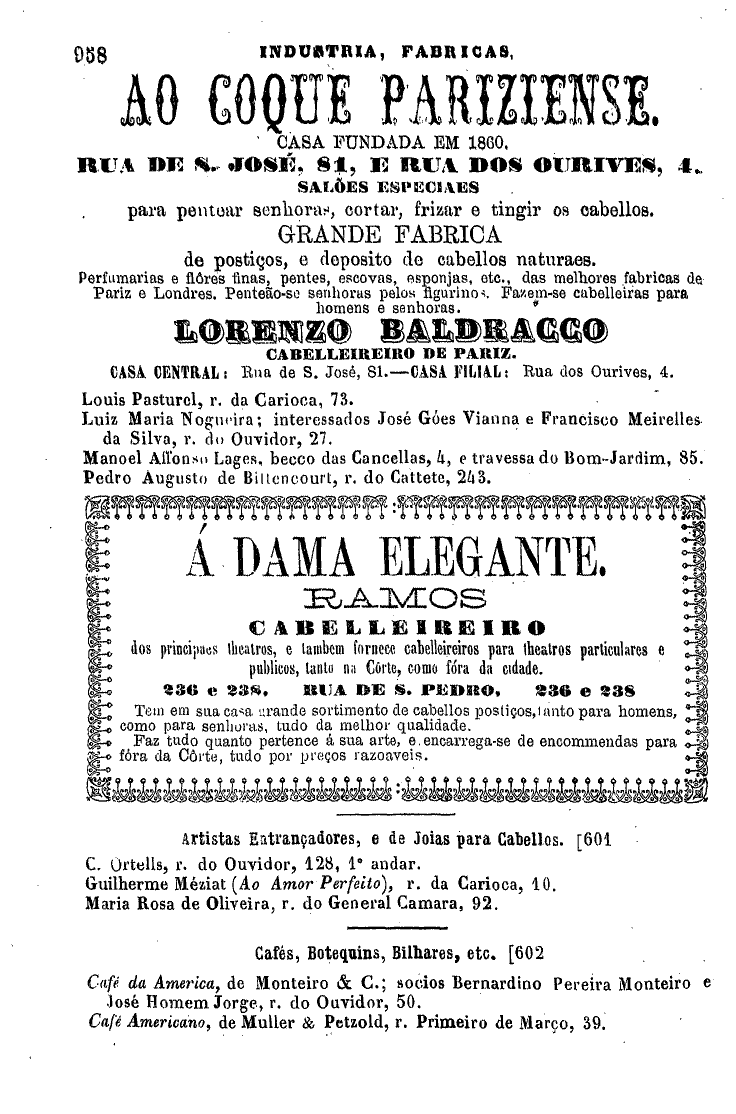 958 INDUSTRIA, FABRICAS,
AO COQUE PARIZIENSE.
CASA FUNDADA EM 1860.
RUA DE S. JOSÉ, 81, E RUA DOS OURIVES, 4.
SALÕES ESPECIAES
para pentear senhoras, cortar, frizar e tingir os cabellos.
GRANDE FABRICA
de postiços, e deposito de cabellos naturaes.
Perfumarias e flôres finas, pentes, escovas, esponjas, etc., das melhores fabricas de
Pariz e Londres. Penteão-se senhoras pelos figurinos. Fazem-se cabelleiras para
homens e senhoras.
LORENZO BALDRACCO
CABELLEIREIRO DE PARIZ.
CASA CENTRAL: Rua de S. José, 81.—CASA FILIAL: Rua dos Ourives, 4.
Louis Pasturel, r. da Carioca, 73.
Luiz Maria Nogueira; interessados José Góes Vianna e Francisco Meirelles
da Silva, r. do Ouvidor, 27.
Manoel Affonso Lages, becco das Cancellas, 4, e travessa do Bom-Jardim, 85.
Pedro Augusto de Bittencourt, r. do Cattete, 243.
Á DAMA ELEGANTE.
RAMOS
CABELLEIREIRO
dos principaes theatros, e tambem fornece cabelleireiros para theatros particulares e
publicos, tanto na Côrte, como fóra da cidade.
236 e 238, RUA DE S. PEDRO, 236 e 238
Tem em sua casa grande sortimento de cabellos postiços, tanto para homens,
como para senhoras, tudo da melhor qualidade.
Faz tudo quanto pertence á sua arte, e encarrega-se de encommendas para
fóra da Côrte, tudo por preços razoaveis.
Artistas Entrançadores, e de Joias para Cabellos. [601
C. Ortells, r. do Ouvidor, 128, 1º andar.
Guilherme Méziat (Ao Amor Perfeito), r. da Carioca, 10.
Maria Rosa de Oliveira, r. do General Camara, 92.
Cafés, Botequins, Bilhares, etc. [602
Café da America, de Monteiro & C.; socios Bernardino Pereira Monteiro e
José Homem Jorge, r. do Ouvidor, 50.
Café Americano, de Muller & Petzold, r. Primeiro de Março, 39.